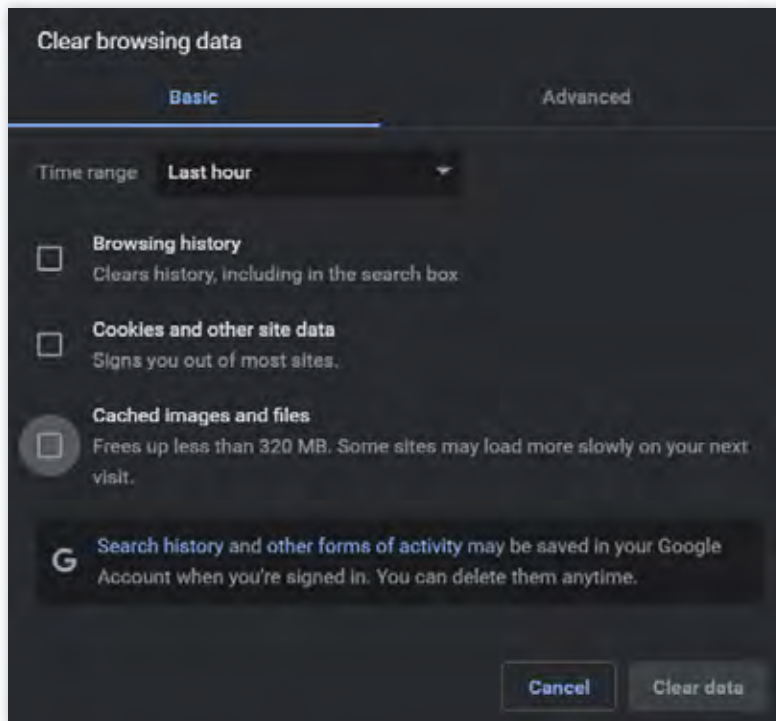 Clear browsing data
Basic
Advanced
Time range
Last hour
Browsing history
Clears history, including in the search box
Cookies and other site data
Signs you out of most sites.
Cached images and files
Frees up less than 320 MB. Some sites may load more slowly on your next
visit.
G
Search history and other forms of activity may be saved in your Google
Account when you're signed in. You can delete them anytime.
Cancel
Clear data